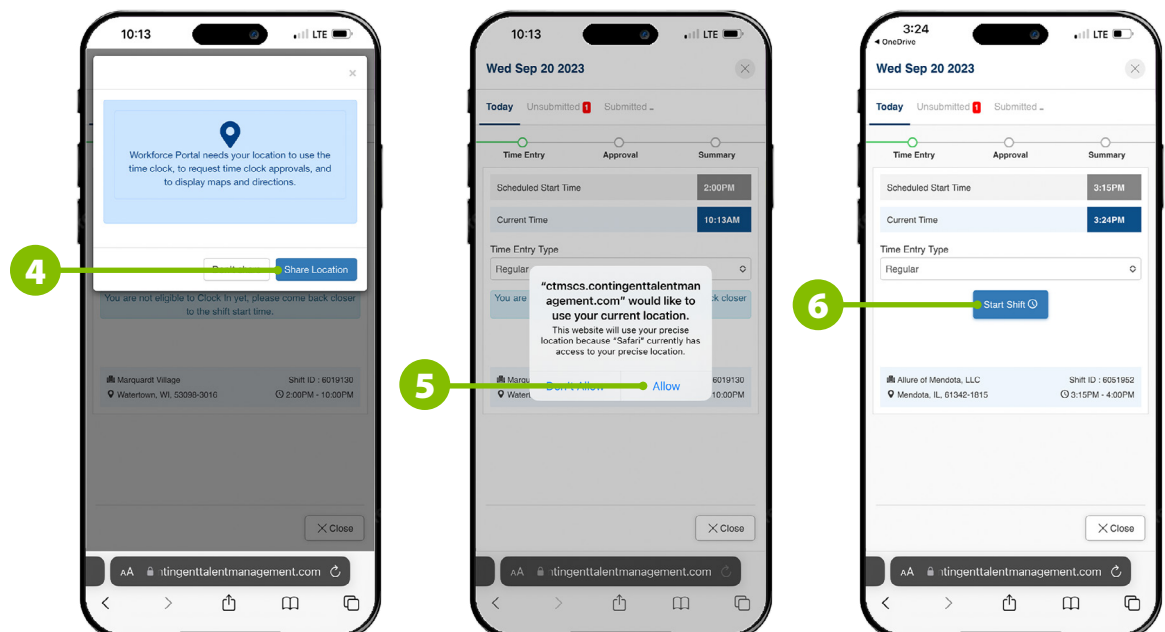 10:13
LTE
×
Workforce Portal needs your location to use the
time clock, to request time clock approvals, and
to display maps and directions.
4
Share Location
You are not eligible to Clock In yet, please come back closer
to the shift start time.
Marquardt Village
Shift ID : 6019130
Watertown, WI, 53098-3016
2:00PM - 10:00PM
Close
AA
ntingenttalentmanagement.com
10:13
LTE
Wed Sep 20 2023
Today Unsubmitted 1 Submitted
Time Entry Approval Summary
Scheduled Start Time 2:00PM
Current Time 10:13AM
Time Entry Type
Regular
You are
ck closer
"ctmscs.contingenttalentman
agement.com" would like to
use your current location.
This website will use your precise
location because "Safari" currently has
access to your precise location.
5
Don't Allow Allow
Marqu
6019130
Water
10:00PM
Close
AA
ntingenttalentmanagement.com
3:24
LTE
OneDrive
Wed Sep 20 2023
Today Unsubmitted 1 Submitted
Time Entry Approval Summary
Scheduled Start Time 3:15PM
Current Time 3:24PM
Time Entry Type
Regular
6
Start Shift
Allure of Mendota, LLC Shift ID : 6051952
Mendota, IL, 61342-1815 3:15PM - 4:00PM
Close
AA
ntingenttalentmanagement.com